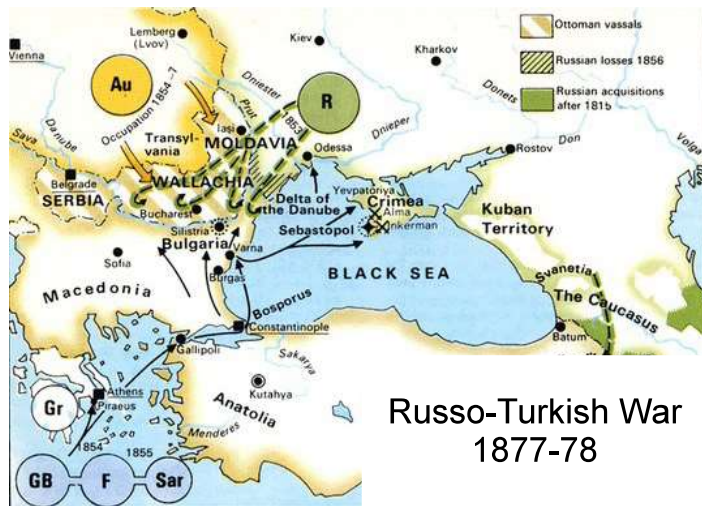 Lemberg
(Lvov)
Kiev
Kharkov
Vienna
Ottoman vassals
Russian losses 1856
Russian acquisitions
after 1815
Au
R
Occupation 1854-7
Dniester
Prut
1853
Donets
Dnieper
Don
Volga
Danube
Sava
Transyl-
vania
Iasi
MOLDAVIA
Odessa
Rostov
Belgrade
SERBIA
WALLACHIA
Bucharest
Delta of
the Danube
Yevpatoriya
Crimea
Alma
Inkerman
Sebastopol
Kuban
Territory
Silistria
Bulgaria
Varna
Sofia
Burgas
BLACK SEA
Svanetia
The Caucasus
Macedonia
Bosporus
Constantinople
Batum
Gallipoli
Sakarya
Kutahya
Gr
Athens
Piraeus
Anatolia
Menderes
1854
1855
GB
F
Sar
Russo-Turkish War
1877-78